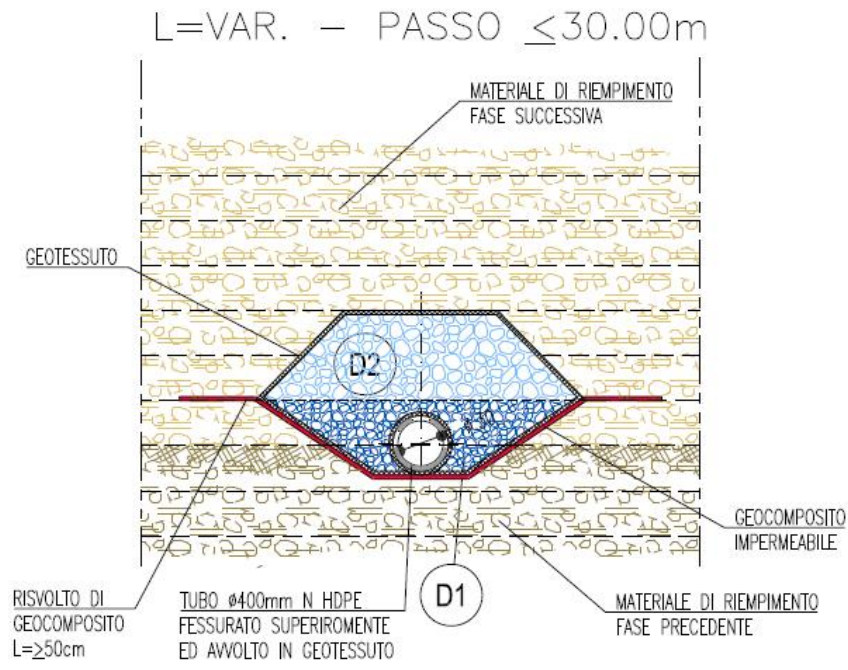 L=VAR. – PASSO ≤30.00m
MATERIALE DI RIEMPIMENTO
FASE SUCCESSIVA
GEOTESSUTO
D2
GEOCOMPOSITO
IMPERMEABILE
D1
RISVOLTO DI
GEOCOMPOSITO
L=≥50cm
TUBO ø400mm N HDPE
FESSURATO SUPERIROMENTE
ED AVVOLTO IN GEOTESSUTO
MATERIALE DI RIEMPIMENTO
FASE PRECEDENTE